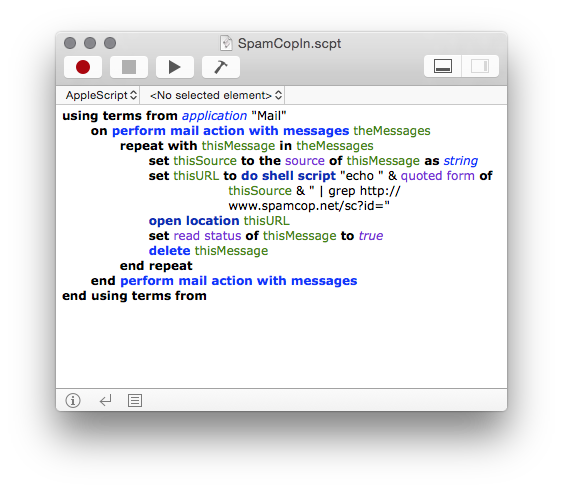 SpamCopIn.scpt
AppleScript <No selected element>
using terms from application "Mail"
on perform mail action with messages theMessages
repeat with thisMessage in theMessages
set thisSource to the source of thisMessage as string
set thisURL to do shell script "echo " & quoted form of
thisSource & " | grep http://
www.spamcop.net/sc?id="
open location thisURL
set read status of thisMessage to true
delete thisMessage
end repeat
end perform mail action with messages
end using terms from